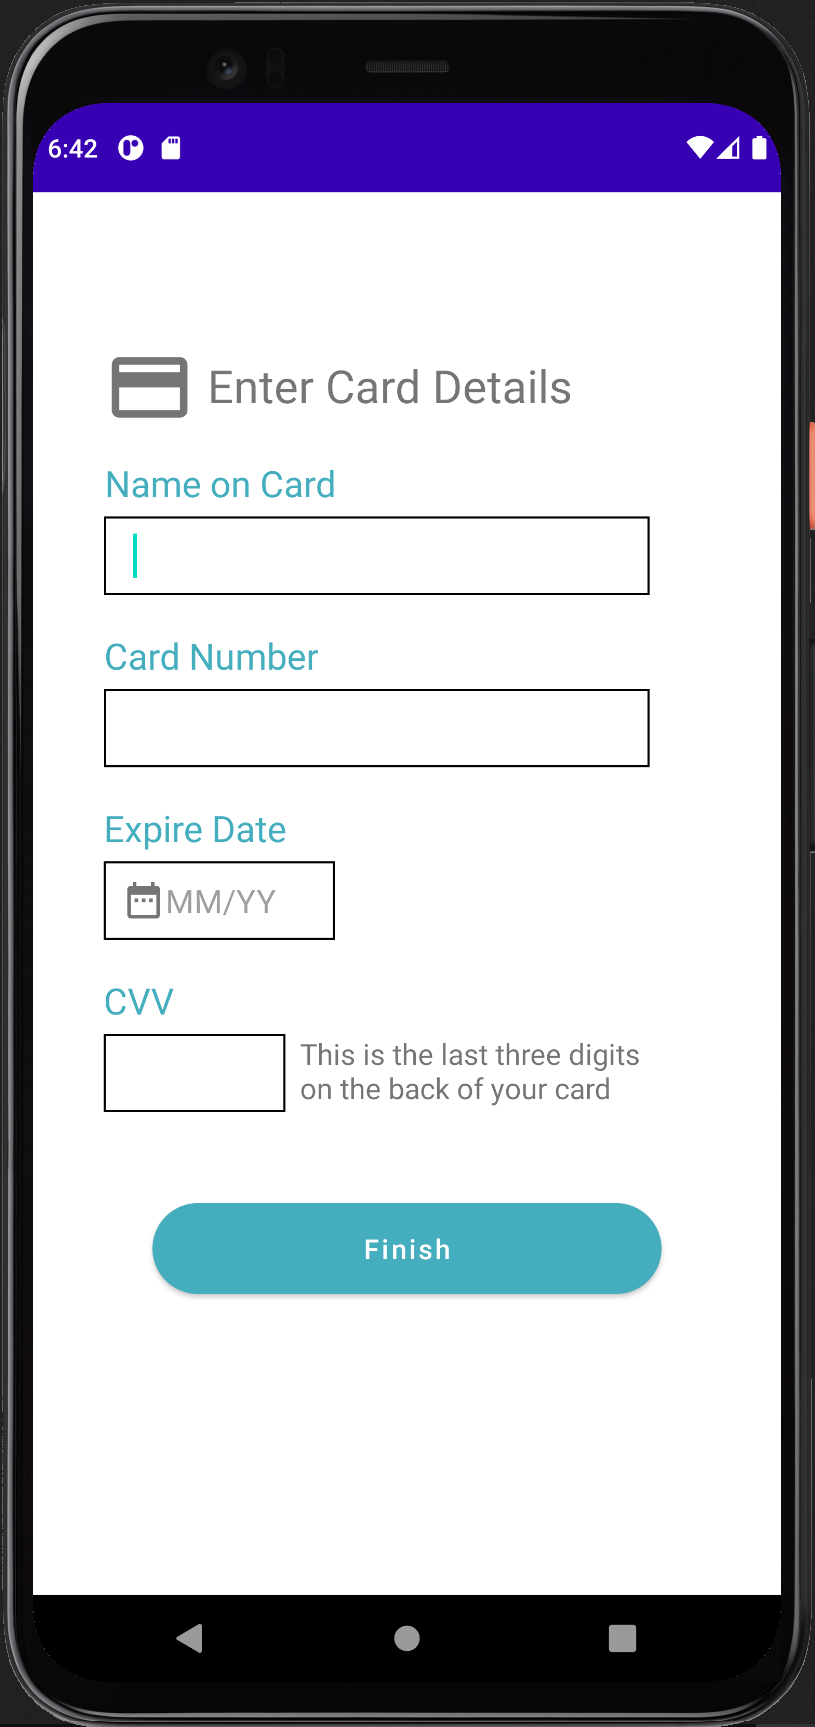 6:42
Enter Card Details
Name on Card
Card Number
Expire Date
MM/YY
CVV
This is the last three digits
on the back of your card
Finish